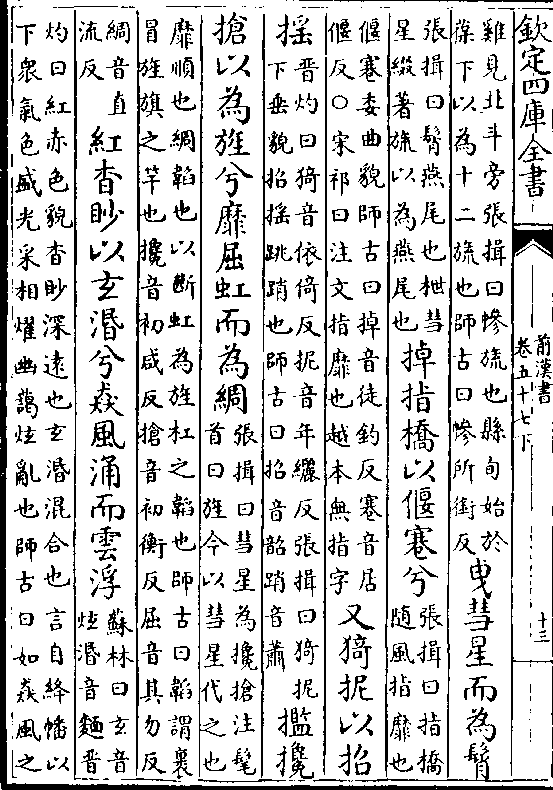 欽定四庫全書
前漢書
卷五十七下
十三
雞見北斗旁張揖曰㡎旒也縣旬始於
葆下以為十二旒也師古曰㡎所銜反
曳彗星而為髾
張揖曰髾燕尾也枻彗
星綴著旒以為燕尾也
掉指橋以偃蹇兮
張揖曰指橋
隨風指靡也
偃蹇委曲貌師古曰掉音徒釣反蹇音居
偃反○宋祁曰注文指靡也越本無指字
又猗抳以招
搖
晋灼曰猗音依倚反抳音年纚反張揖曰猗抳
下垂貌招搖跳踃也師古曰招音韶踃音蕭
攬攙
搶以為旌兮靡屈虹而為綢
張揖曰彗星為攙搶注髦
首曰旌今以彗星代之也
靡順也綢韜也以斷虹為旌杠之韜也師古曰韜謂裹
冒旌旗之竿也攙音初咸反搶音初衡反屈音其勿反
綢音直
流反
紅杳眇以玄湣兮猋風涌而雲浮
蘇林曰玄音
炫湣音麵晋
灼曰紅赤色貌杳眇深遠也玄湣混合也言自絳幡以
下衆氣色盛光采相燿幽藹炫亂也師古曰如猋風之